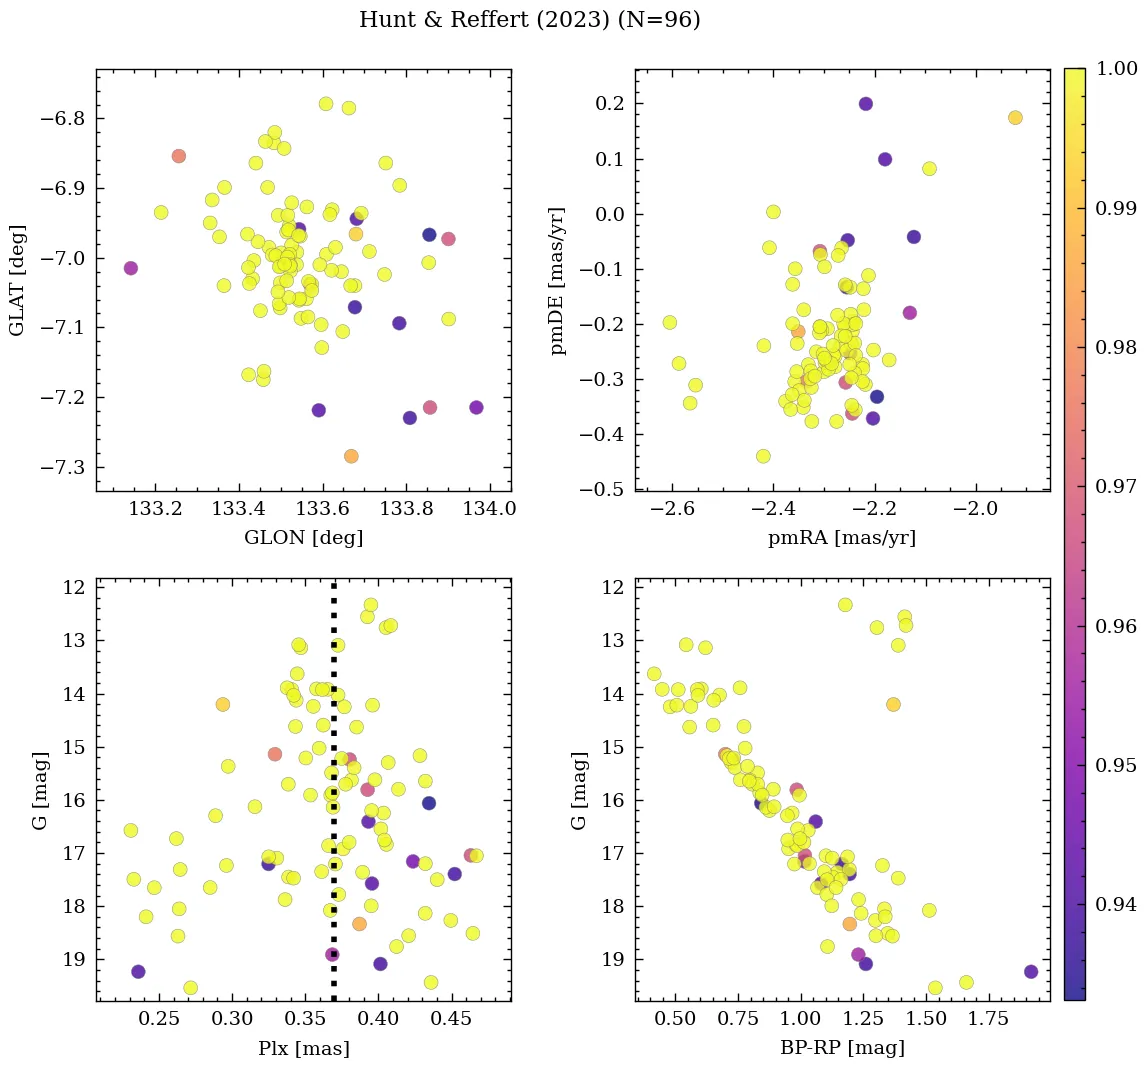 Hunt & Reffert (2023) (N=96)
−6.8
−6.9
−7.0
−7.1
−7.2
−7.3
GLAT [deg]
133.2 133.4 133.6 133.8 134.0
GLON [deg]
0.2
0.1
0.0
−0.1
−0.2
−0.3
−0.4
−0.5
pmDE [mas/yr]
−2.6 −2.4 −2.2 −2.0
pmRA [mas/yr]
12
13
14
15
16
17
18
19
G [mag]
0.25 0.30 0.35 0.40 0.45
Plx [mas]
12
13
14
15
16
17
18
19
G [mag]
0.50 0.75 1.00 1.25 1.50 1.75
BP-RP [mag]
1.00
0.99
0.98
0.97
0.96
0.95
0.94